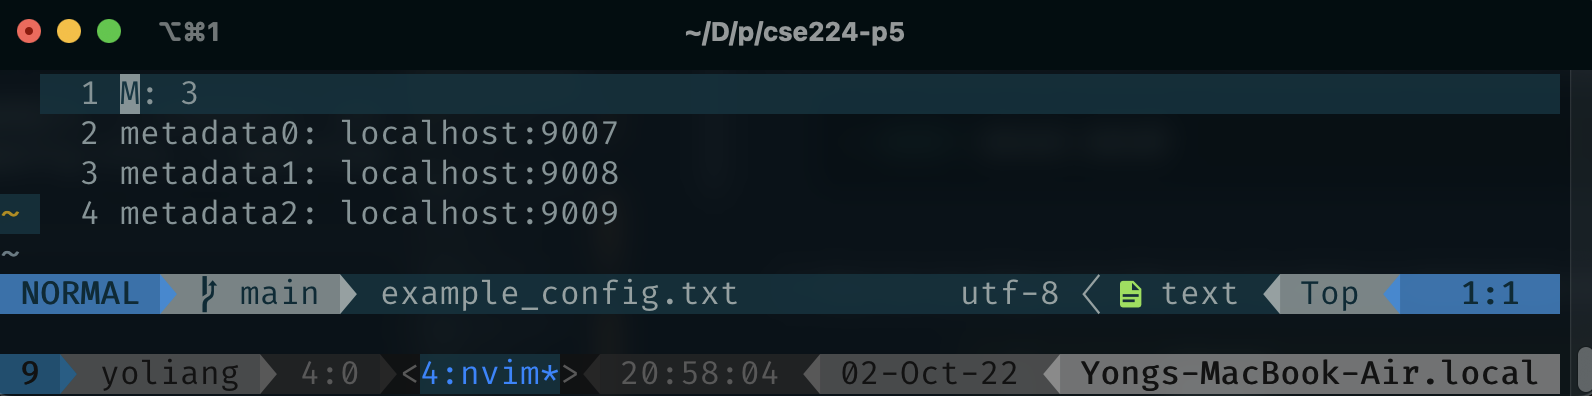 ⌥⌘1 ~/D/p/cse224-p5
1 M: 3
2 metadata0: localhost:9007
3 metadata1: localhost:9008
~ 4 metadata2: localhost:9009
~
NORMAL main example_config.txt utf-8 text Top 1:1
9 yoliang 4:0 <4:nvim*> 20:58:04 02-Oct-22 Yongs-MacBook-Air.local